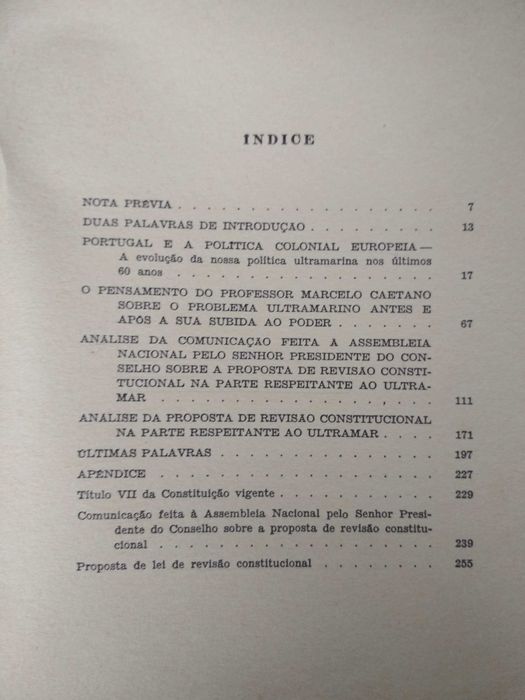 INDICE
NOTA PRÉVIA . . . . . . . . . . . . . . . . . . 7
DUAS PALAVRAS DE INTRODUÇÃO . . . . . . . . . 13
PORTUGAL E A POLITICA COLONIAL EUROPEIA —
A evolução da nossa política ultramarina nos últimos
60 anos . . . . . . . . . . . . . . . . . . 17
O PENSAMENTO DO PROFESSOR MARCELO CAETANO
SOBRE O PROBLEMA ULTRAMARINO ANTES E
APÓS A SUA SUBIDA AO PODER . . . . . . . 67
ANALISE DA COMUNICAÇÃO FEITA A ASSEMBLEIA
NACIONAL PELO SENHOR PRESIDENTE DO CON-
SELHO SOBRE A PROPOSTA DE REVISÃO CONSTI-
TUCIONAL NA PARTE RESPEITANTE AO ULTRA-
MAR . . . . . . . . . . . . . . . . . . . 111
ANALISE DA PROPOSTA DE REVISÃO CONSTITUCIONAL
NA PARTE RESPEITANTE AO ULTRAMAR . . . . 171
ÚLTIMAS PALAVRAS . . . . . . . . . . . . . . . 197
APÊNDICE . . . . . . . . . . . . . . . . . . . 227
Título VII da Constituição vigente . . . . . . . . . . . 229
Comunicação feita à Assembleia Nacional pelo Senhor Presi-
dente do Conselho sobre a proposta de revisão constitu-
cional . . . . . . . . . . . . . . . . . . . 239
Proposta de lei de revisão constitucional . . . . . . . . 255